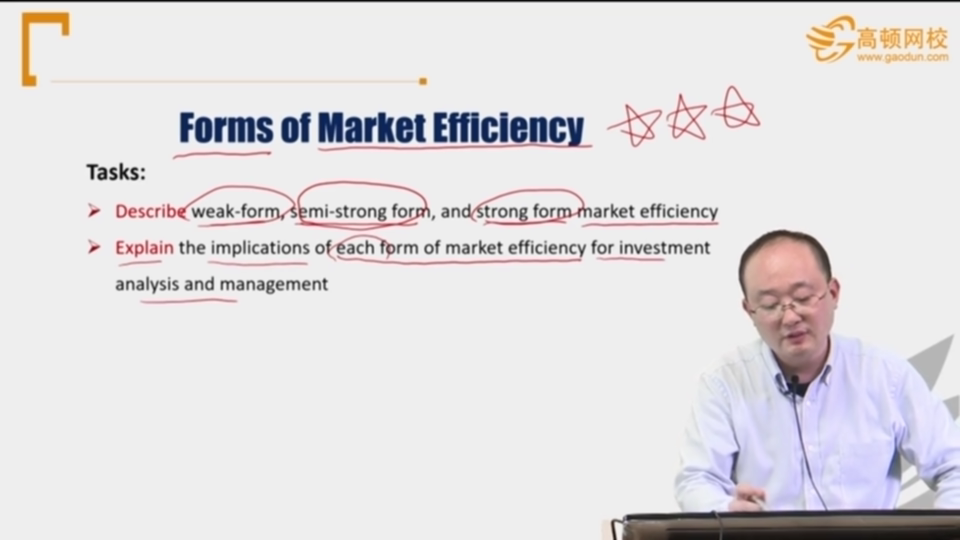 高顿网校
www.gaodun.com
Forms of Market Efficiency
Tasks:
Describe weak-form, semi-strong form, and strong form market efficiency
Explain the implications of each form of market efficiency for investment
analysis and management